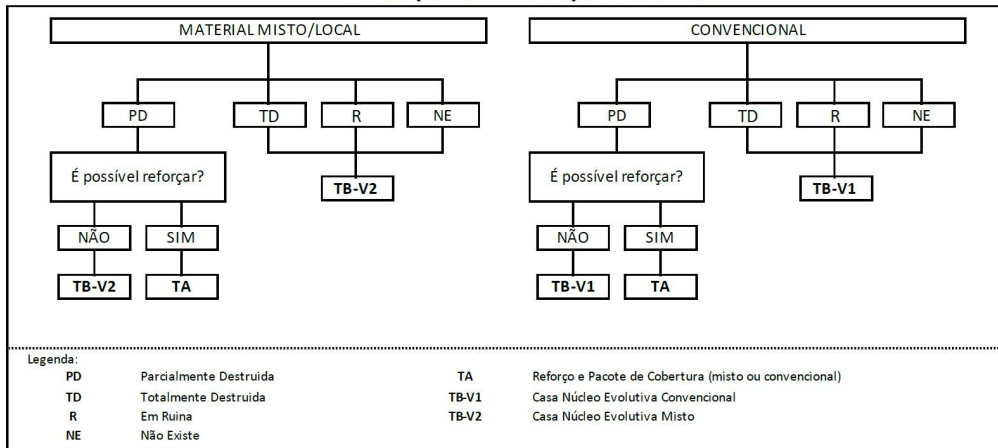 MATERIAL MISTO/LOCAL
CONVENCIONAL
PD TD R NE
PD TD R NE
É possível reforçar?
É possível reforçar?
TB-V2
TB-V1
NÃO SIM
NÃO SIM
TB-V2 TA
TB-V1 TA
Legenda:
PD Parcialmente Destruida TA Reforço e Pacote de Cobertura (misto ou convencional)
TD Totalmente Destruida TB-V1 Casa Núcleo Evolutiva Convencional
R Em Ruina TB-V2 Casa Núcleo Evolutiva Misto
NE Não Existe